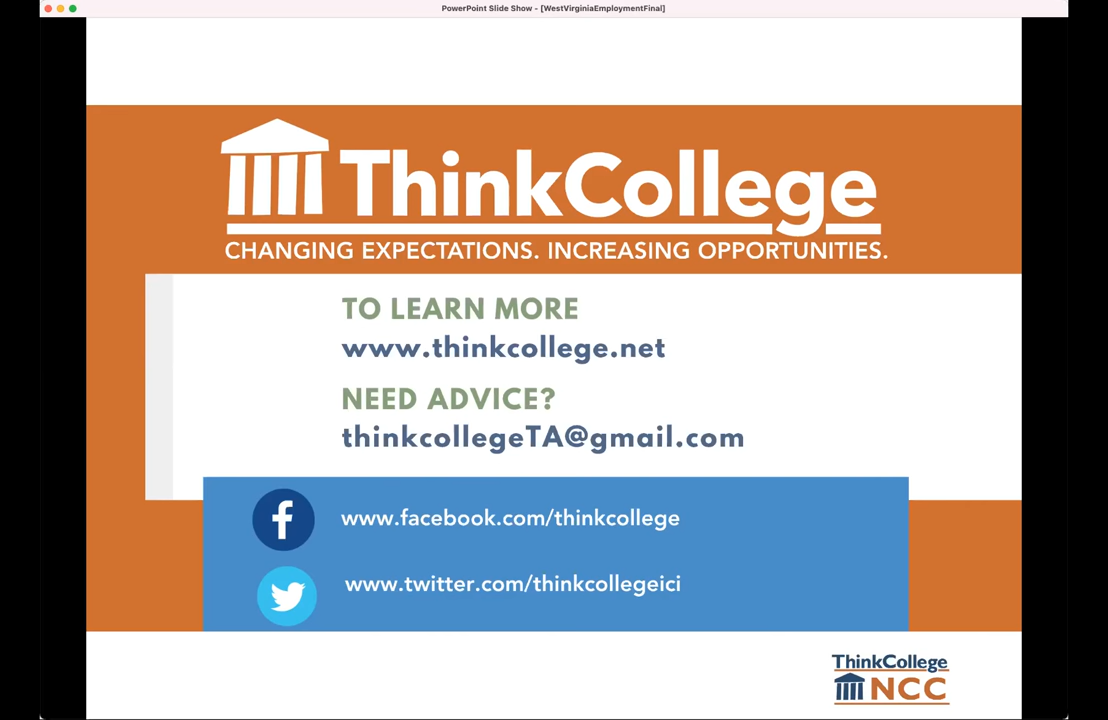 PowerPoint Slide Show - [WestVirginiaEmploymentFinal]
ThinkCollege
CHANGING EXPECTATIONS. INCREASING OPPORTUNITIES.
TO LEARN MORE
www.thinkcollege.net
NEED ADVICE?
thinkcollegeTA@gmail.com
www.facebook.com/thinkcollege
www.twitter.com/thinkcollegeici
ThinkCollege
NCC